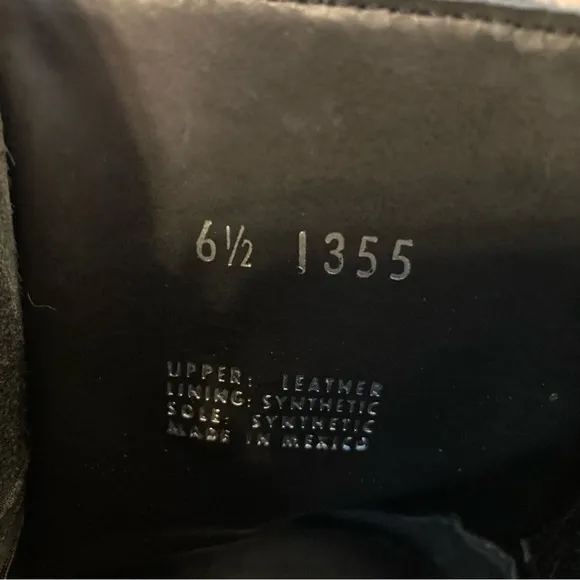 6½ 1355
UPPER: LEATHER
LINING: SYNTHETIC
SOLE: SYNTHETIC
MADE IN MEXICO